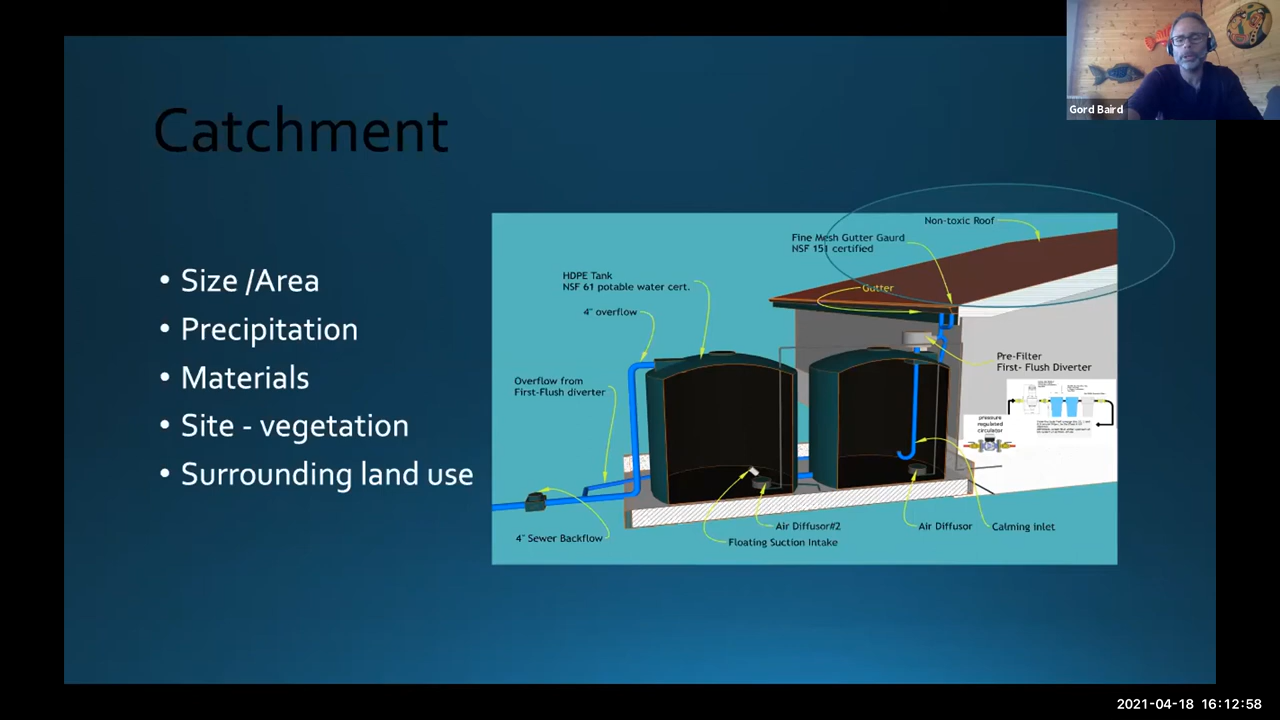 Gord Baird
Catchment
• Size /Area
• Precipitation
• Materials
• Site - vegetation
• Surrounding land use
Non-toxic Roof
Fine Mesh Gutter Gaurd
NSF 151 certified
HDPE Tank
NSF 61 potable water cert.
Gutter
4" overflow
Pre-Filter
First- Flush Diverter
Overflow from
First-Flush diverter
pressure
regulated
circulator
Air Diffusor#2
Air Diffusor
Calming inlet
4" Sewer Backflow
Floating Suction Intake
2021-04-18 16:12:58